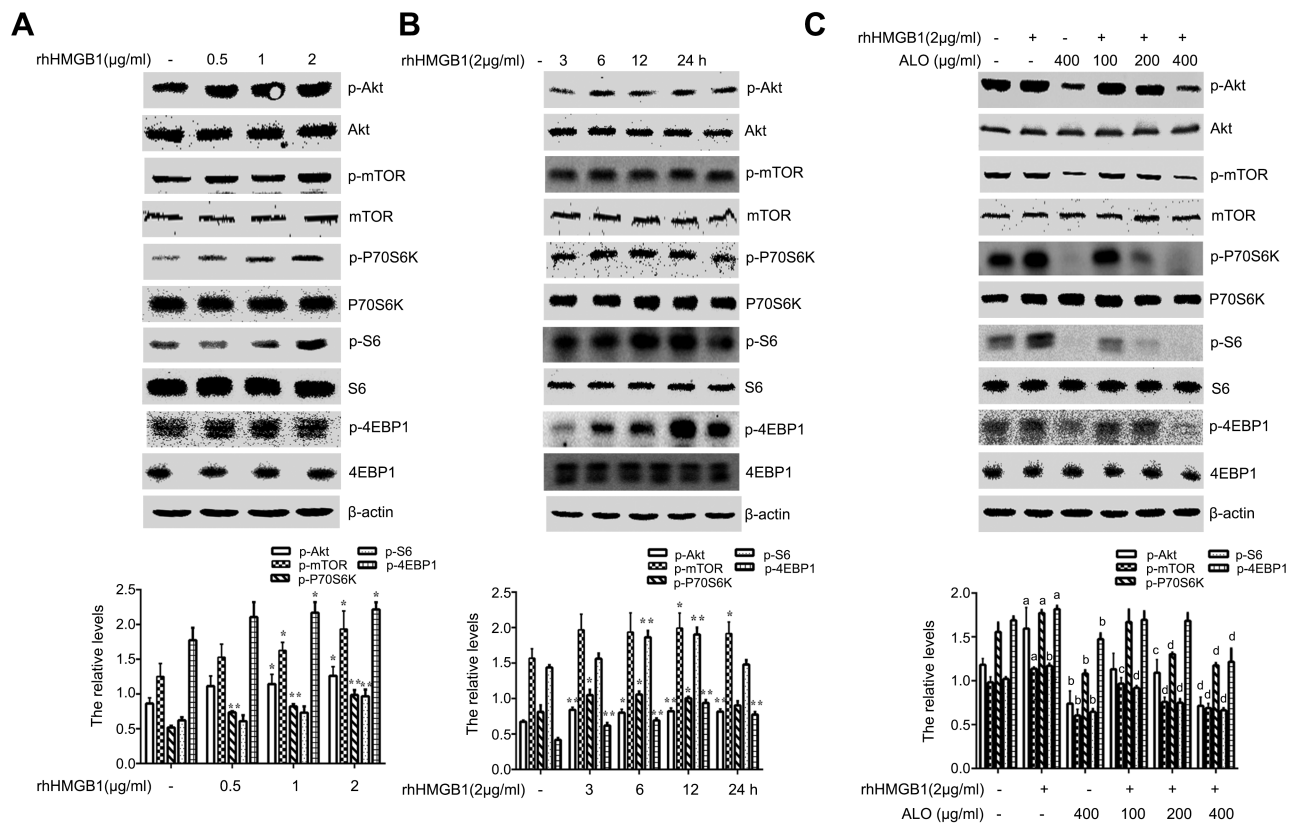 A
rhHMGB1(μg/ml) - 0.5 1 2
p-Akt
Akt
p-mTOR
mTOR
p-P70S6K
P70S6K
p-S6
S6
p-4EBP1
4EBP1
β-actin
p-Akt p-S6
p-mTOR p-4EBP1
p-P70S6K
The relative levels
2.5
2.0
1.5
1.0
0.5
0.0
* * * * * * * * * * * * * *
rhHMGB1(μg/ml) - 0.5 1 2
B
rhHMGB1(2μg/ml) - 3 6 12 24 h
p-Akt
Akt
p-mTOR
mTOR
p-P70S6K
P70S6K
p-S6
S6
p-4EBP1
4EBP1
β-actin
p-Akt p-S6
p-mTOR p-4EBP1
p-P70S6K
The relative levels
2.5
2.0
1.5
1.0
0.5
0.0
rhHMGB1(2μg/ml) - 3 6 12 24 h
C
rhHMGB1(2μg/ml) - + - + + +
ALO (μg/ml) - - 400 100 200 400
p-Akt
Akt
p-mTOR
mTOR
p-P70S6K
P70S6K
p-S6
S6
p-4EBP1
4EBP1
β-actin
p-Akt p-S6
p-mTOR p-4EBP1
p-P70S6K
The relative levels
2.0
1.5
1.0
0.5
0.0
a a a a b
b b b b b
c c d
c d d d
d d d d d
rhHMGB1(2μg/ml) - + - + + +
ALO (μg/ml) - - 400 100 200 400